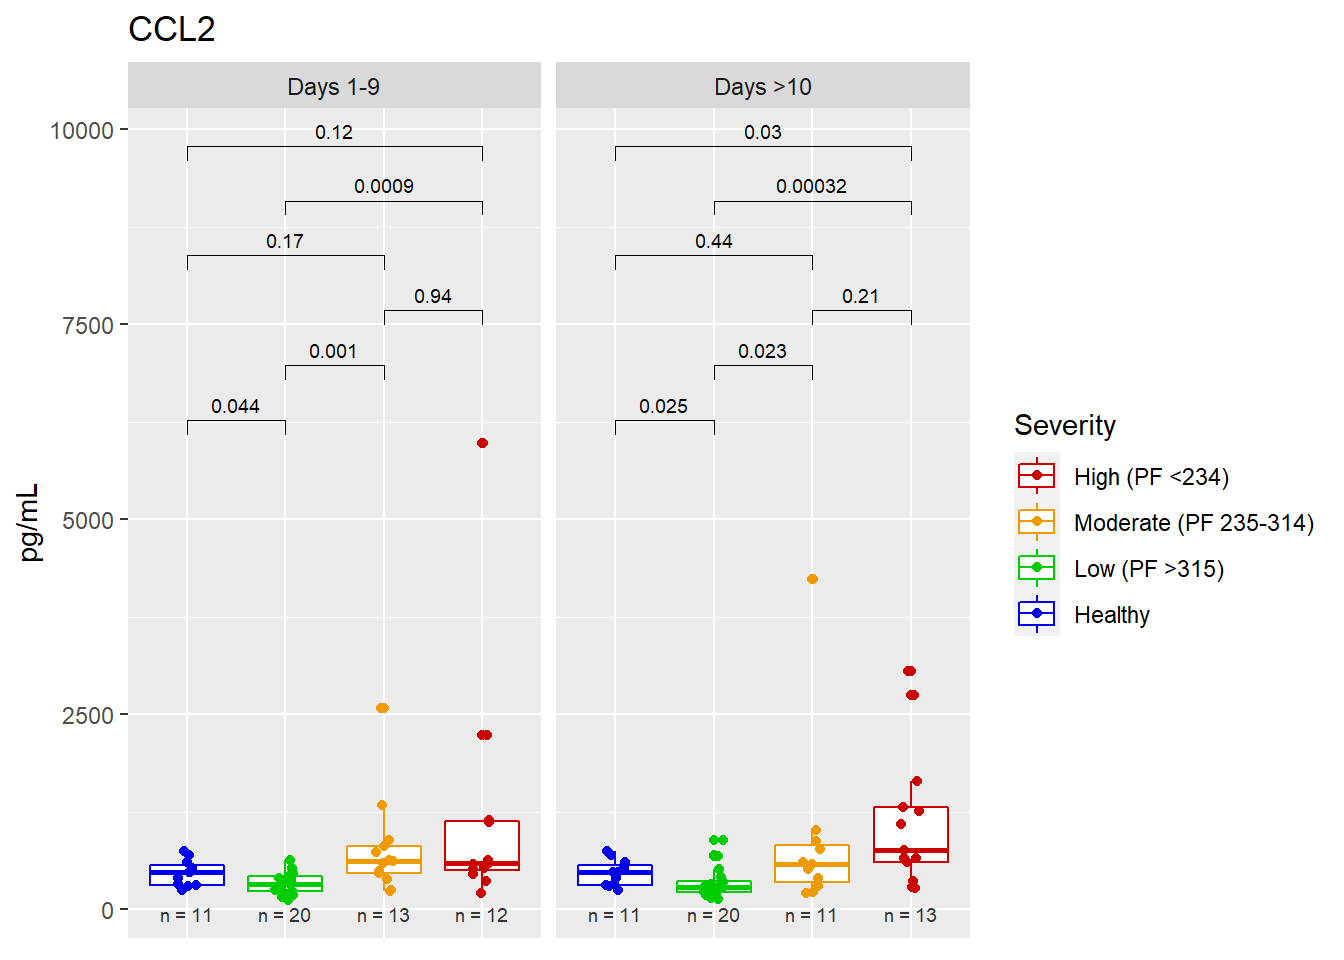 CCL2
Days 1-9
Days >10
10000
7500
5000
2500
0
pg/mL
0.12
0.0009
0.17
0.94
0.001
0.044
n = 11
n = 20
n = 13
n = 12
0.03
0.00032
0.44
0.21
0.023
0.025
n = 11
n = 20
n = 11
n = 13
Severity
High (PF <234)
Moderate (PF 235-314)
Low (PF >315)
Healthy